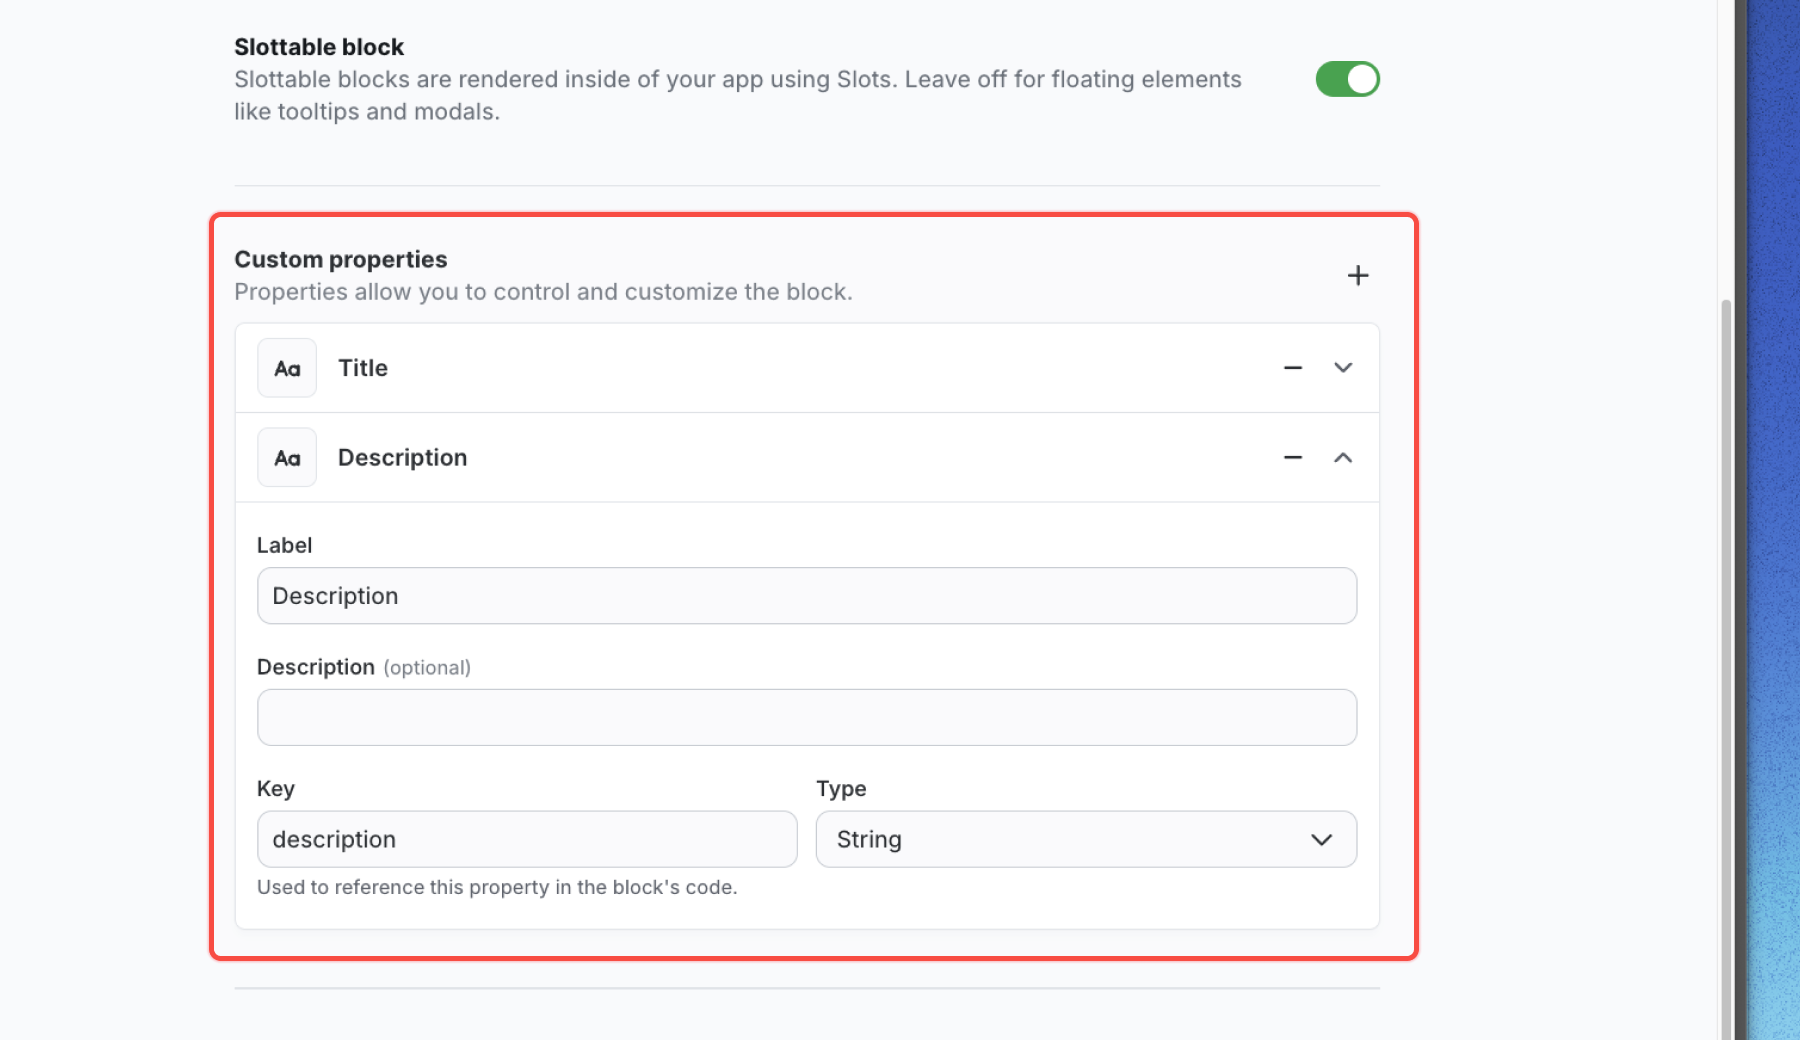 Slottable block
Slottable blocks are rendered inside of your app using Slots. Leave off for floating elements
like tooltips and modals.
Custom properties
Properties allow you to control and customize the block.
Aa Title
Aa Description
Label
Description
Description (optional)
Key Type
description String
Used to reference this property in the block's code.